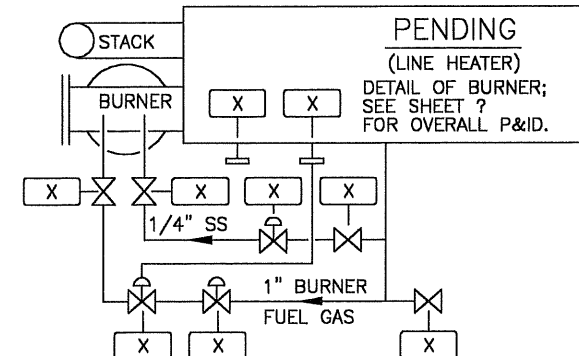 PENDING
(LINE HEATER)
DETAIL OF BURNER;
SEE SHEET ?
FOR OVERALL P&ID.
STACK
BURNER
X
X
X
X
X
X
1/4" SS
1" BURNER
FUEL GAS
X
X
X